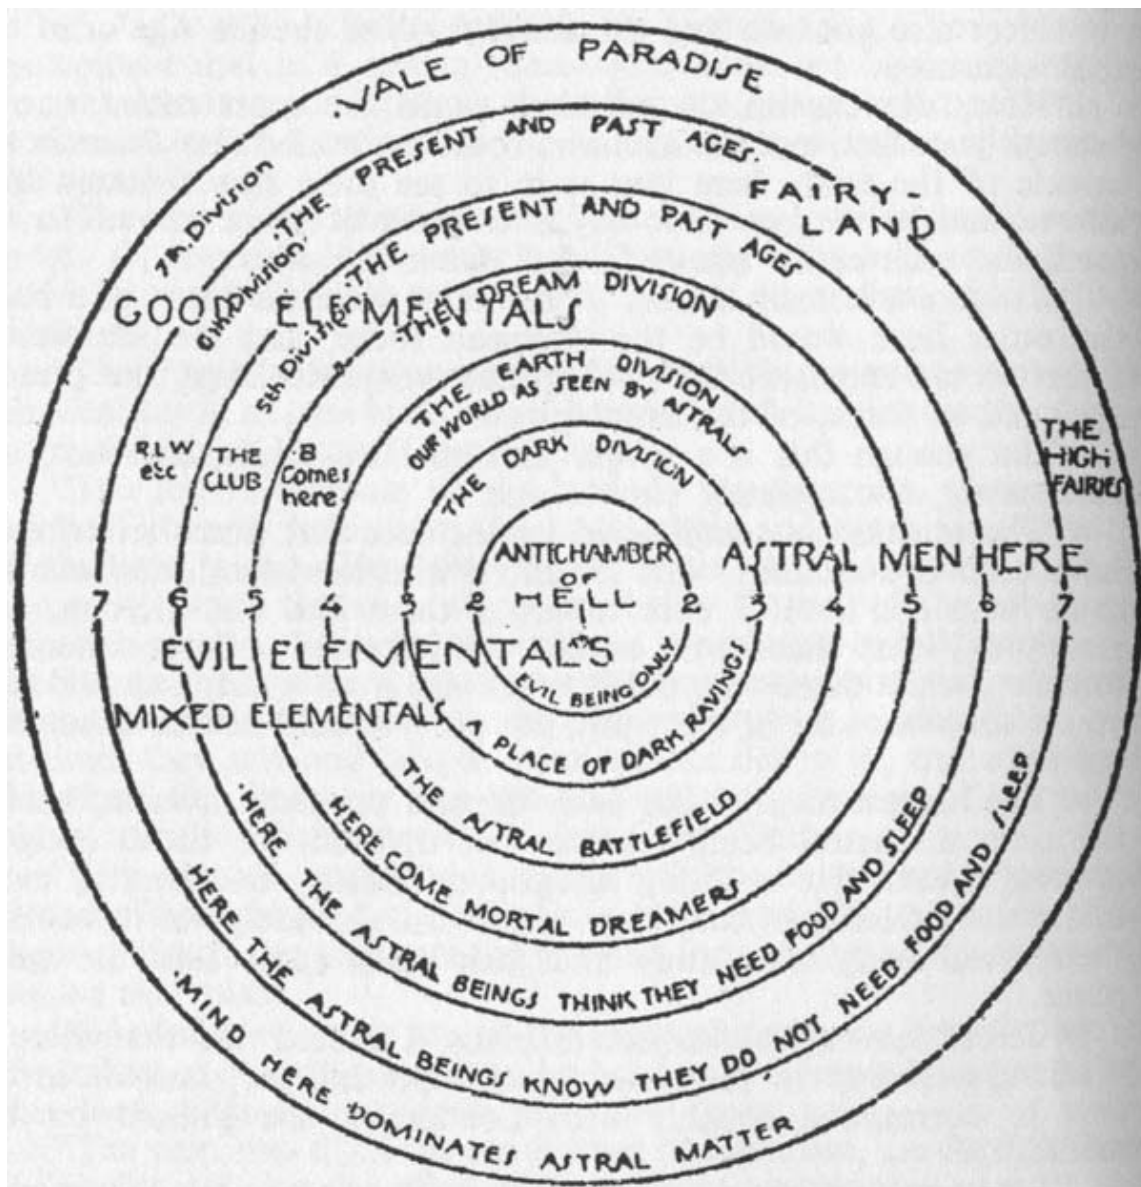 .VALE OF PARADISE
7th. Division
6th Division. • THE PRESENT AND PAST AGES.
FAIRY
LAND
5th Division • THE PRESENT AND PAST AGES
GOOD ELEMENTALS
4 — THE DREAM DIVISION
THE EARTH DIVISION
OUR WORLD AS SEEN BY ASTRALS
THE DARK DIVISION
R.W
etc
THE
CLUB
B
Comes
here
THE
HIGH
FAIRIES
ANTICHAMBER
OF
HELL
1
ASTRAL MEN HERE
7 6 5 4 3 2 2 3 4 5 6 7
EVIL ELEMENTALS
EVIL BEING ONLY
MIXED ELEMENTALS
PLACE OF DARK RAVINGS
THE ASTRAL BATTLEFIELD
HERE COME MORTAL DREAMERS
.HERE THE ASTRAL BEINGS THINK THEY NEED FOOD AND SLEEP
HERE THE ASTRAL BEINGS KNOW THEY DO NOT NEED FOOD AND SLEEP
MIND HERE DOMINATES ASTRAL MATTER